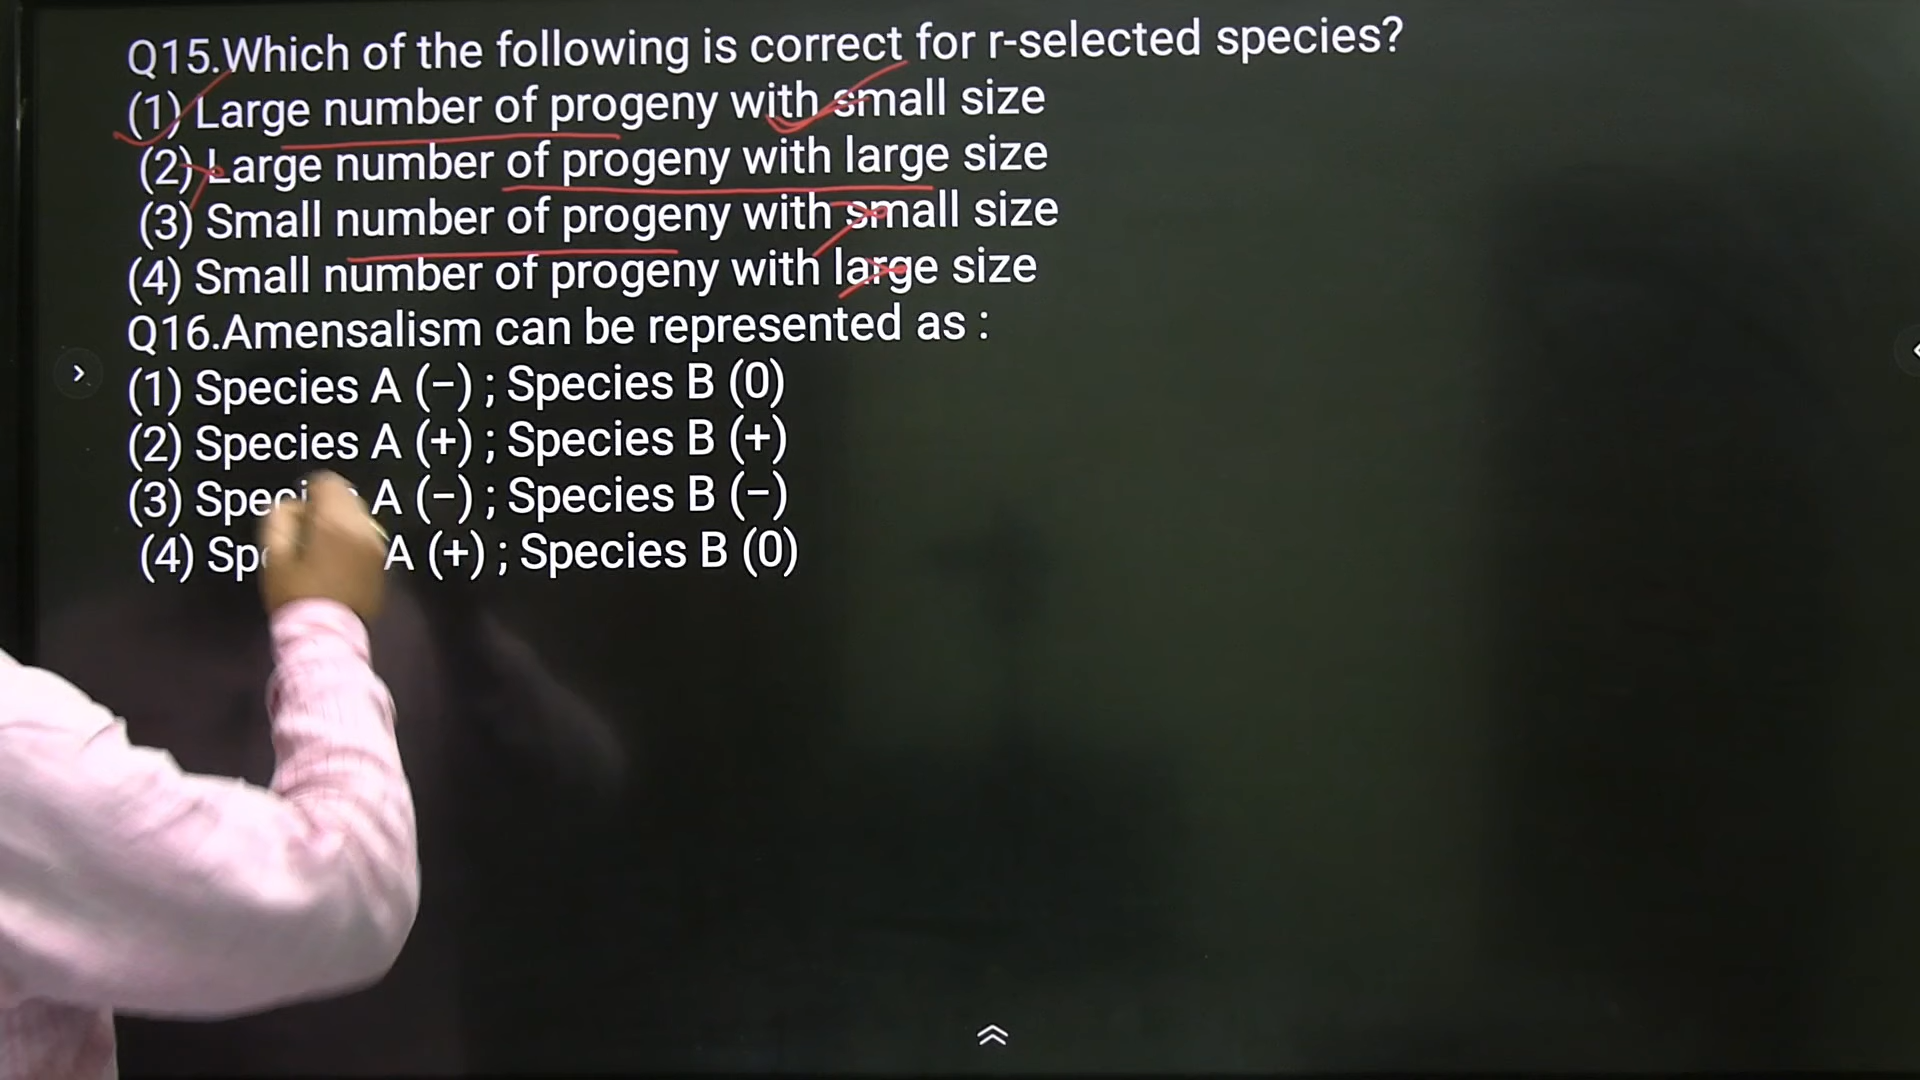 Q15.Which of the following is correct for r-selected species?
(1) Large number of progeny with small size
(2) Large number of progeny with large size
(3) Small number of progeny with small size
(4) Small number of progeny with large size
Q16.Amensalism can be represented as :
(1) Species A (−) ; Species B (0)
(2) Species A (+) ; Species B (+)
(3) A (−) ; Species B (−)
(4) A (+) ; Species B (0)